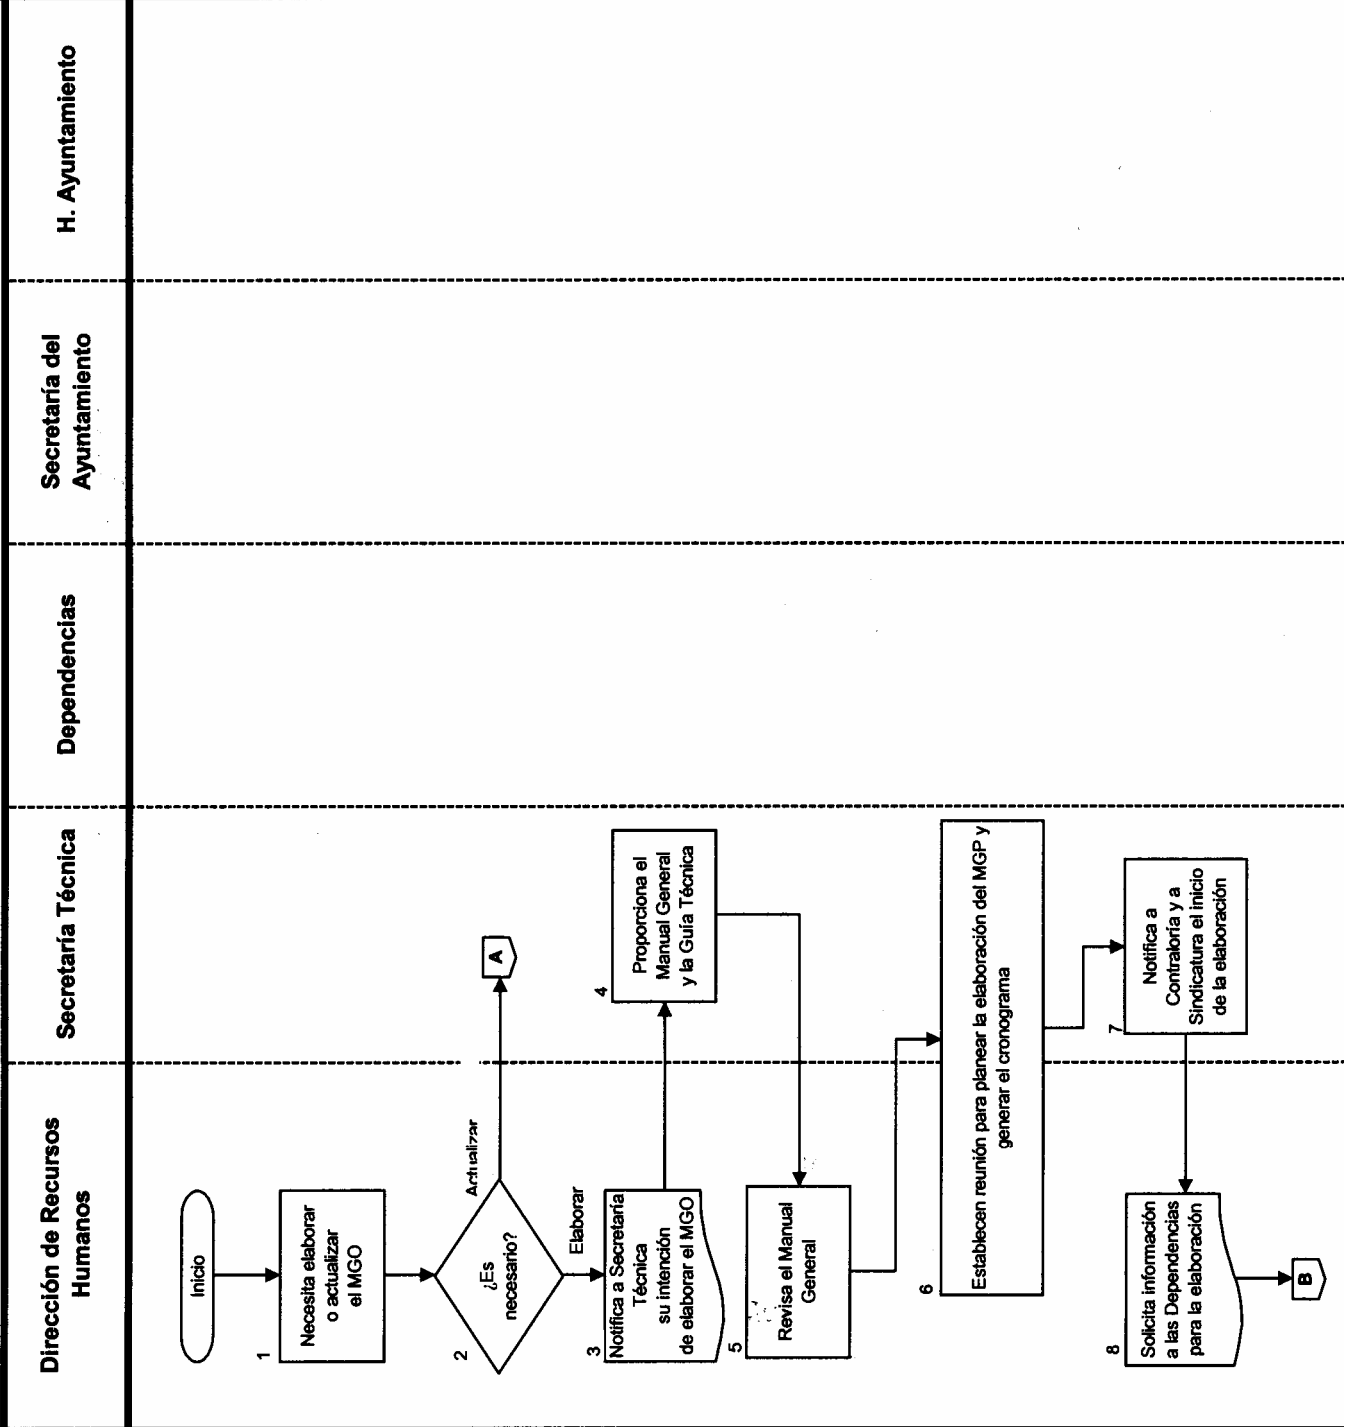 Dirección de Recursos
Humanos
Secretaría Técnica
Dependencias
Secretaría del
Ayuntamiento
H. Ayuntamiento
Inicio
1
Necesita elaborar
o actualizar
el MGO
2
¿Es
necesario?
Actualizar
A
Elaborar
3
Notifica a Secretaría
Técnica
su intención
de elaborar el MGO
4
Proporciona el
Manual General
y la Guía Técnica
5
Revisa el Manual
General
6
Establecen reunión para planear la elaboración del MGP y
generar el cronograma
7
Notifica a
Contraloría y a
Sindicatura el inicio
de la elaboración
8
Solicita información
a las Dependencias
para la elaboración
B